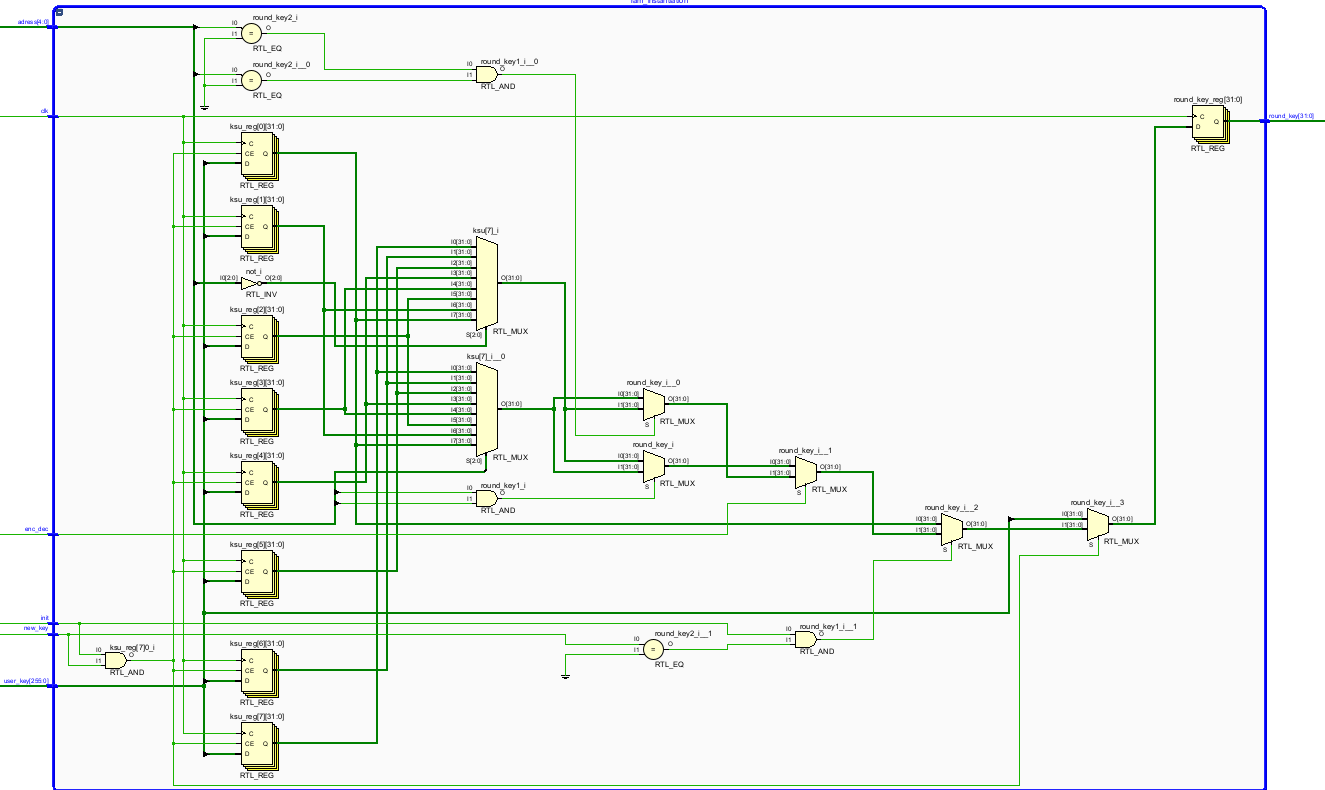 ram_instantiation
adress[4:0]
round_key2_i
I0
I1
O
RTL_EQ
round_key2_i__0
I0
I1
O
RTL_EQ
round_key1_i__0
I0
I1
O
RTL_AND
clk
round_key_reg[31:0]
C
D
Q
RTL_REG
round_key[31:0]
ksu_reg[0][31:0]
C
CE
D
Q
RTL_REG
ksu_reg[1][31:0]
C
CE
D
Q
RTL_REG
not_i
I0[2:0]
O[2:0]
RTL_INV
ksu_reg[2][31:0]
C
CE
D
Q
RTL_REG
ksu_reg[3][31:0]
C
CE
D
Q
RTL_REG
ksu_reg[4][31:0]
C
CE
D
Q
RTL_REG
ksu[7]_i
I0[31:0]
I1[31:0]
I2[31:0]
I3[31:0]
I4[31:0]
I5[31:0]
I6[31:0]
I7[31:0]
S[2:0]
O[31:0]
RTL_MUX
ksu[7]_i__0
I0[31:0]
I1[31:0]
I2[31:0]
I3[31:0]
I4[31:0]
I5[31:0]
I6[31:0]
I7[31:0]
S[2:0]
O[31:0]
RTL_MUX
round_key1_i
I0
I1
O
RTL_AND
round_key_i__0
I0[31:0]
I1[31:0]
S
O[31:0]
RTL_MUX
round_key_i
I0[31:0]
I1[31:0]
S
O[31:0]
RTL_MUX
round_key_i__1
I0[31:0]
I1[31:0]
S
O[31:0]
RTL_MUX
round_key_i__2
I0[31:0]
I1[31:0]
S
O[31:0]
RTL_MUX
round_key_i__3
I0[31:0]
I1[31:0]
S
O[31:0]
RTL_MUX
enc_dec
ksu_reg[5][31:0]
C
CE
D
Q
RTL_REG
init
new_key
ksu_reg[7]0_i
I0
I1
O
RTL_AND
round_key2_i__1
I0
I1
O
RTL_EQ
round_key1_i__1
I0
I1
O
RTL_AND
ksu_reg[6][31:0]
C
CE
D
Q
RTL_REG
user_key[255:0]
ksu_reg[7][31:0]
C
CE
D
Q
RTL_REG